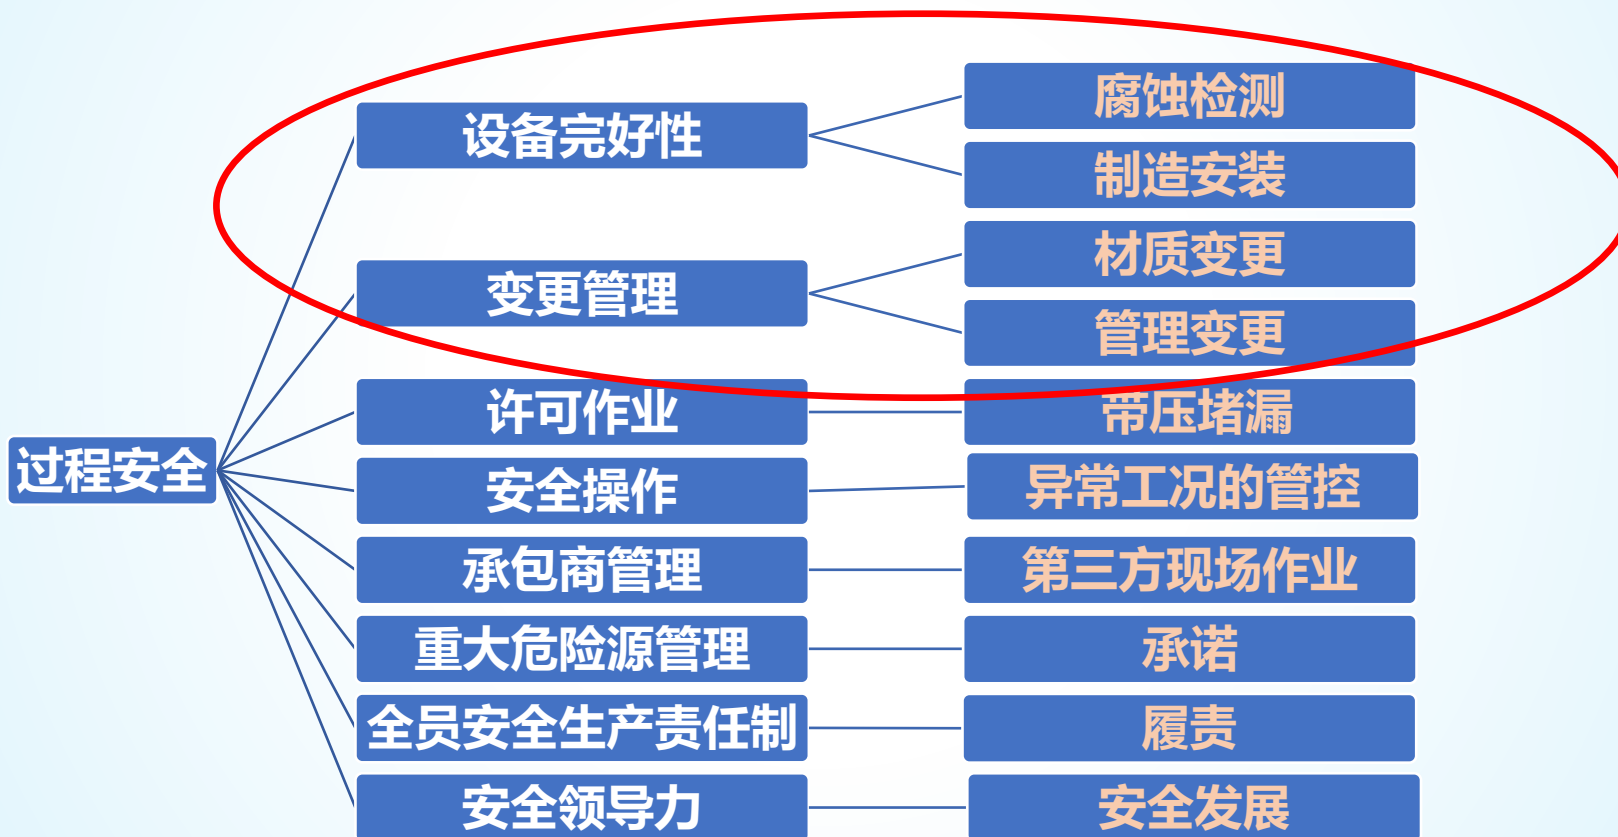 过程安全
设备完好性
腐蚀检测
制造安装
变更管理
材质变更
管理变更
许可作业
带压堵漏
安全操作
异常工况的管控
承包商管理
第三方现场作业
重大危险源管理
承诺
全员安全生产责任制
履责
安全领导力
安全发展